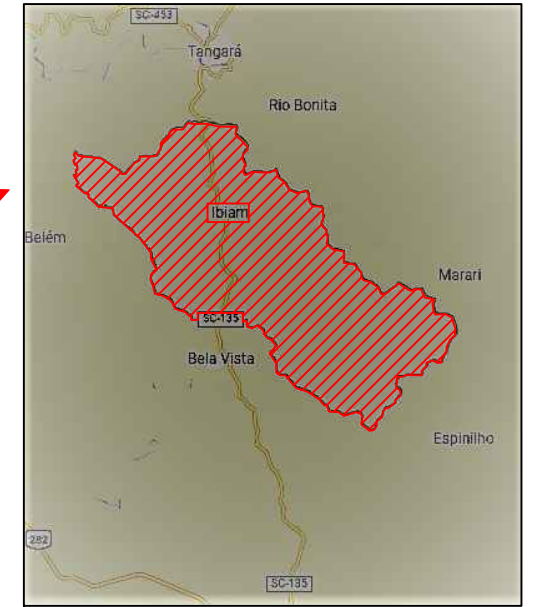 SC-453
Tangará
Rio Bonita
Ibiam
Belém
Marari
SC-135
Bela Vista
Espinilho
282
SC-135